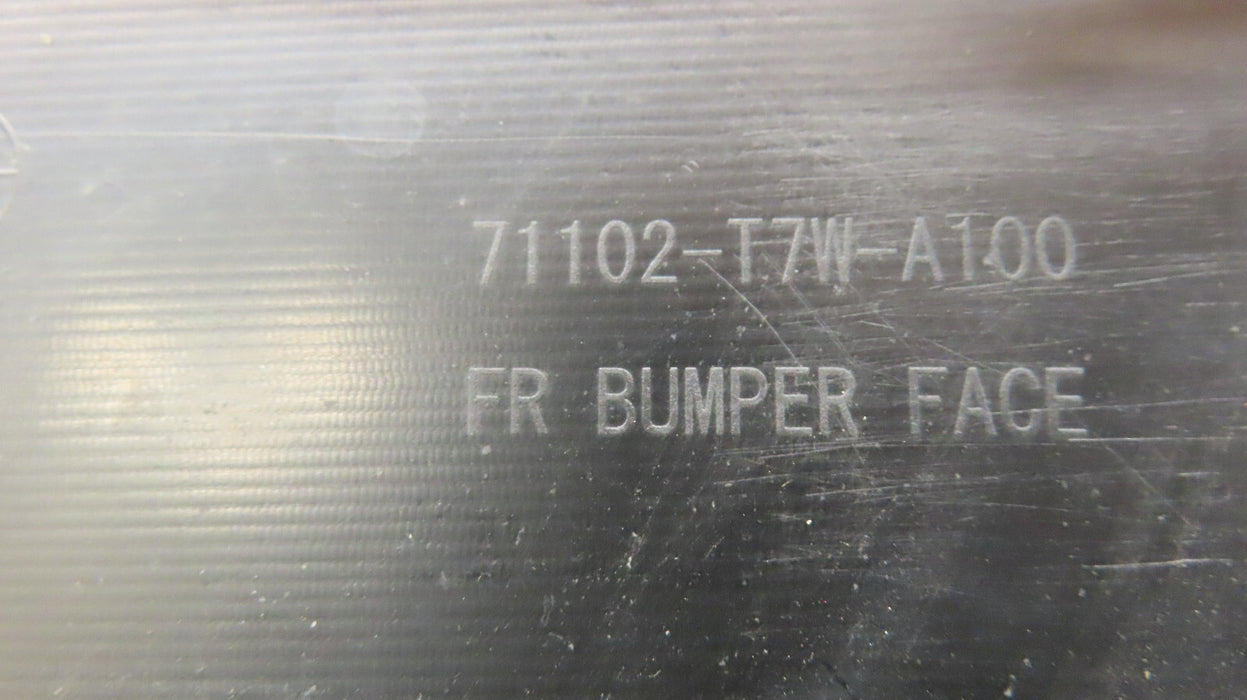 71102-T7W-A100
FR BUMPER FACE